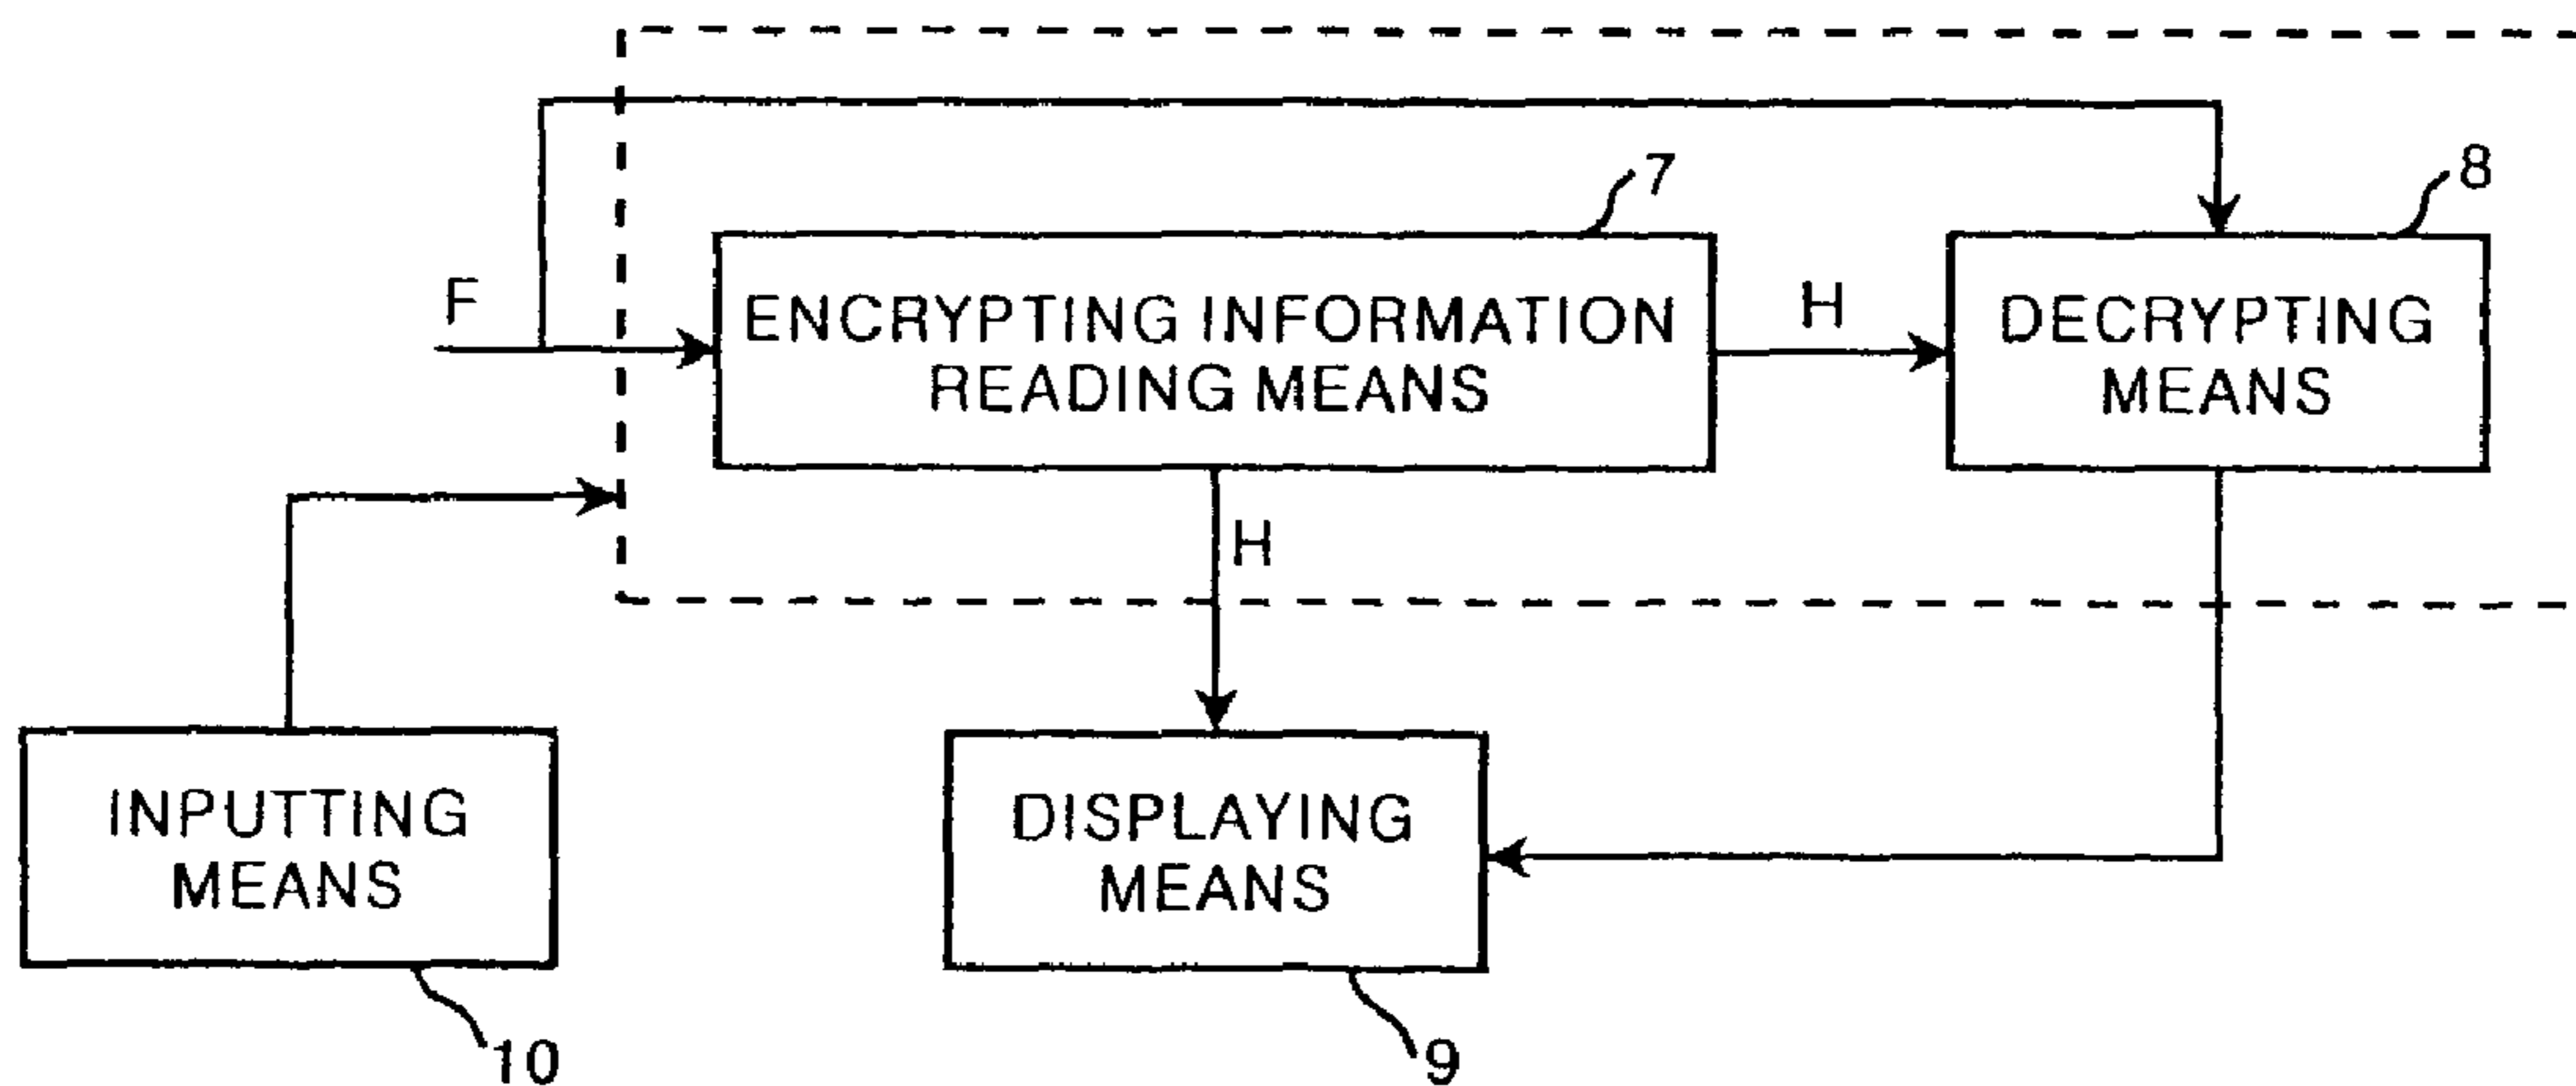 7
8
F
ENCRYPTING INFORMATION
READING MEANS
H
DECRYPTING
MEANS
H
INPUTTING
MEANS
DISPLAYING
MEANS
10
9